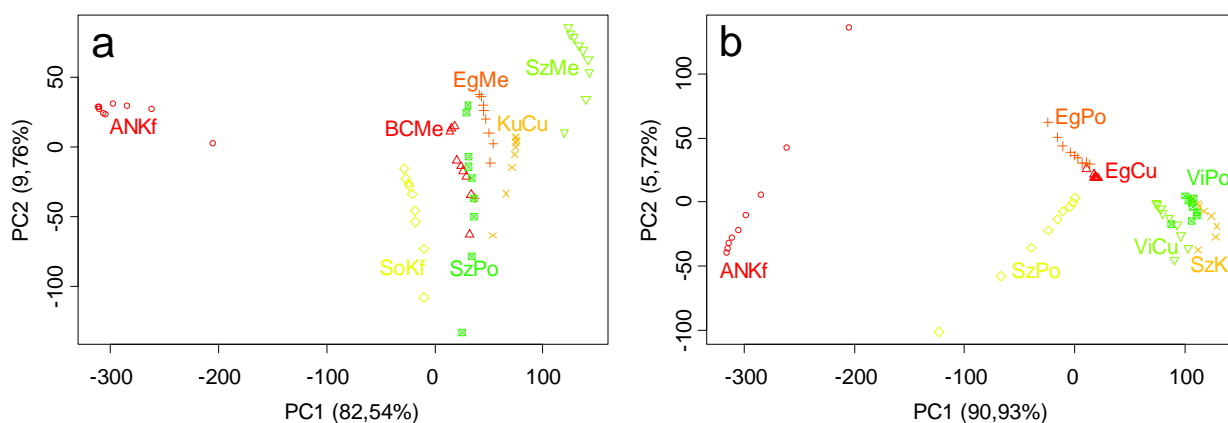 a
ANKf
BCMe
EgMe
KuCu
SzMe
SoKf
SzPo
PC2 (9,76%)
50
0
-50
-100
-300
-200
-100
0
100
PC1 (82,54%)
b
ANKf
EgPo
EgCu
SzPo
ViPo
ViCu
SzK
PC2 (5,72%)
100
50
0
-50
-100
-300
-200
-100
0
100
PC1 (90,93%)